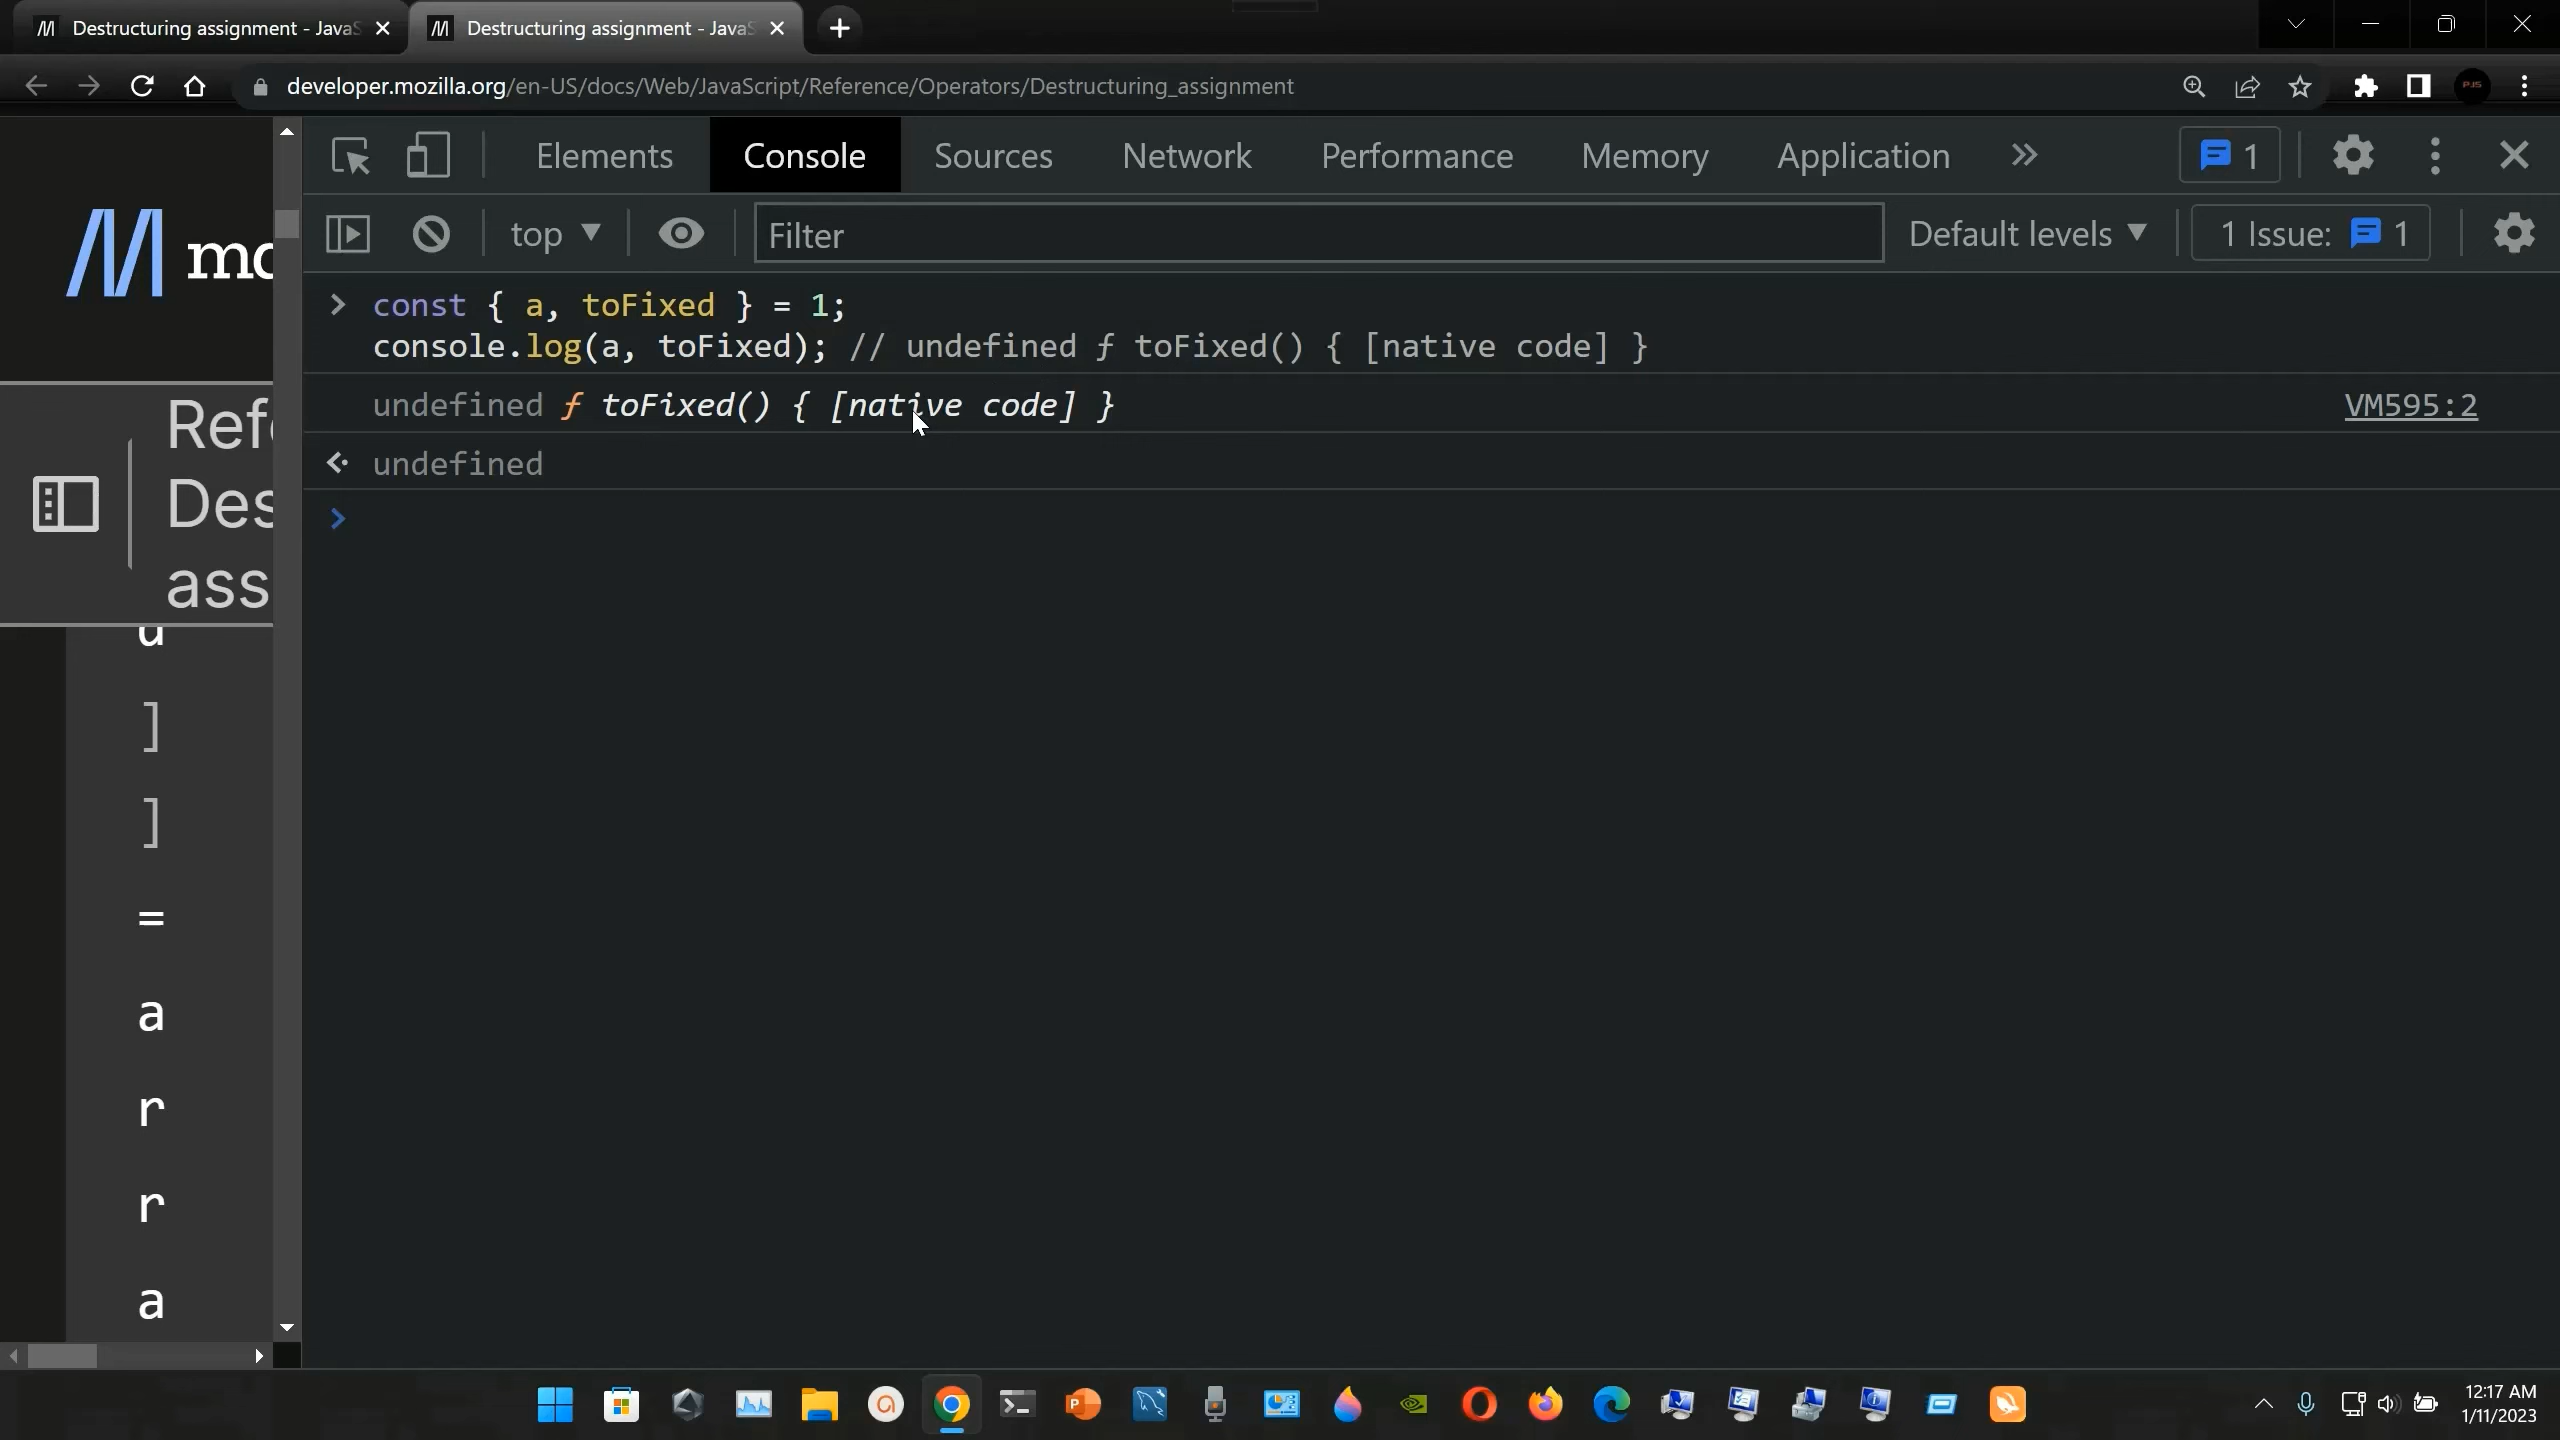 Destructuring assignment - Javas
Destructuring assignment - Javas
developer.mozilla.org/en-US/docs/Web/JavaScript/Reference/Operators/Destructuring_assignment
PJS
Elements Console Sources Network Performance Memory Application 1
top Filter Default levels 1 Issue: 1
const { a, toFixed } = 1;
console.log(a, toFixed); // undefined ƒ toFixed() { [native code] }
undefined ƒ toFixed() { [native code] } VM595:2
undefined
Ref
Des
ass
]
]
=
a
r
r
a
12:17 AM
1/11/2023